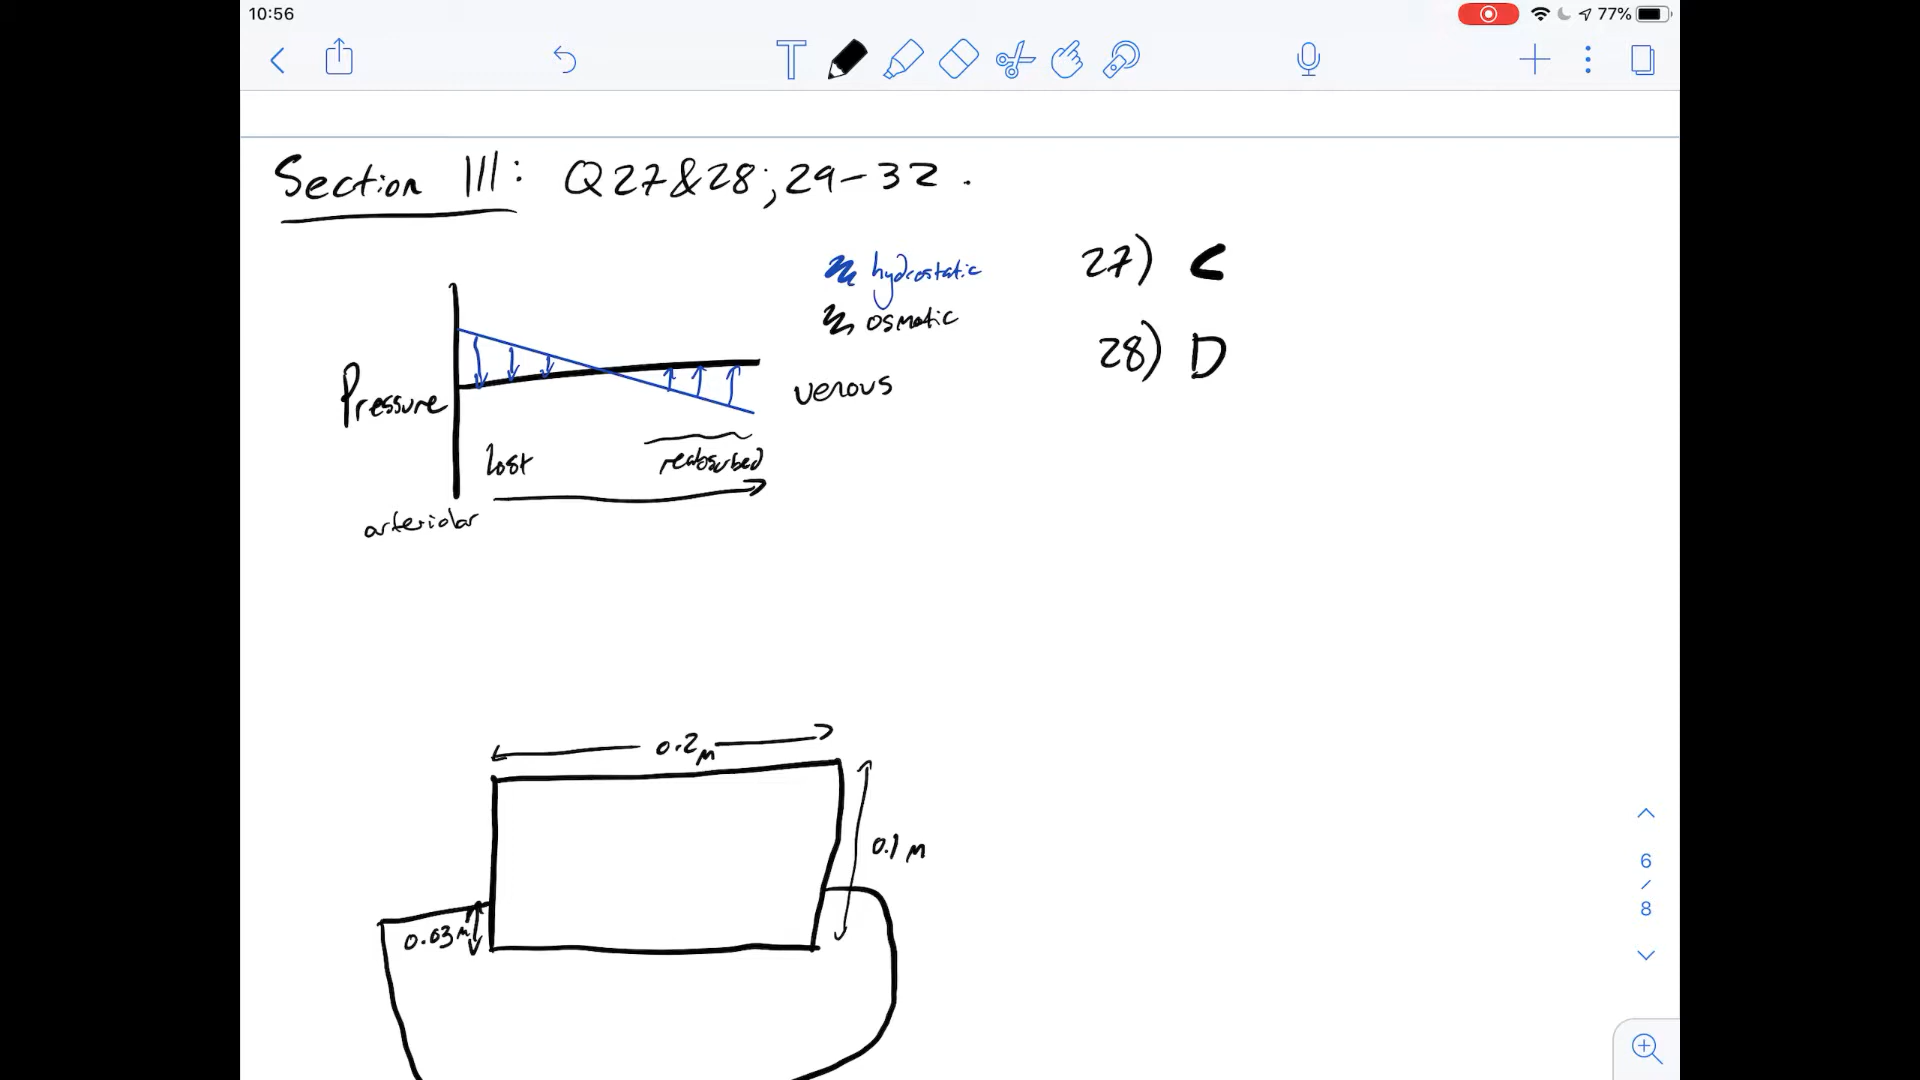 10:56
77%
Section III: Q27&28; 29-32.
hydrostatic
osmotic
27) C
28) D
Pressure
venous
lost
reabsorbed
arteriolar
0.2m
0.1 m
0.03m
6
/
8